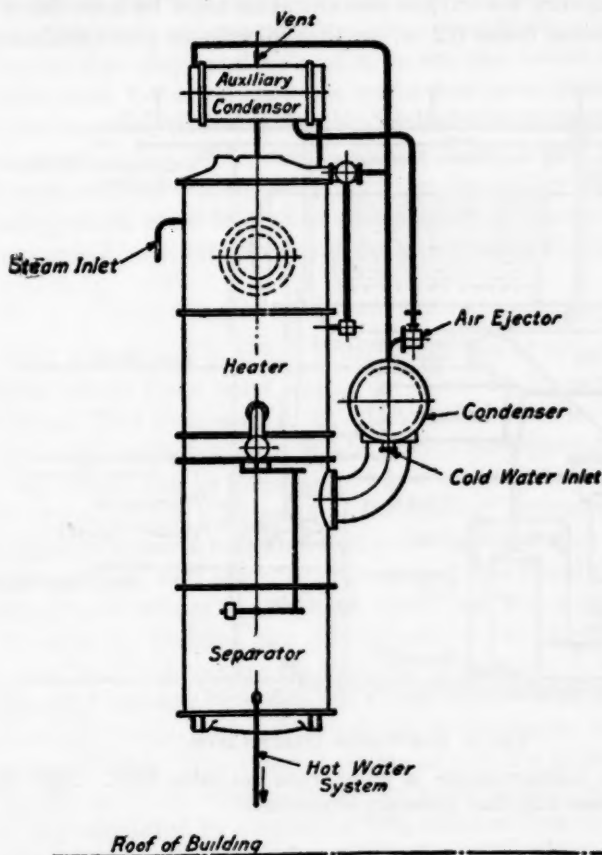 Vent
Auxiliary
Condensor
Steam Inlet
Air Ejector
Heater
Condenser
Cold Water Inlet
Separator
Hot Water
System
Roof of Building